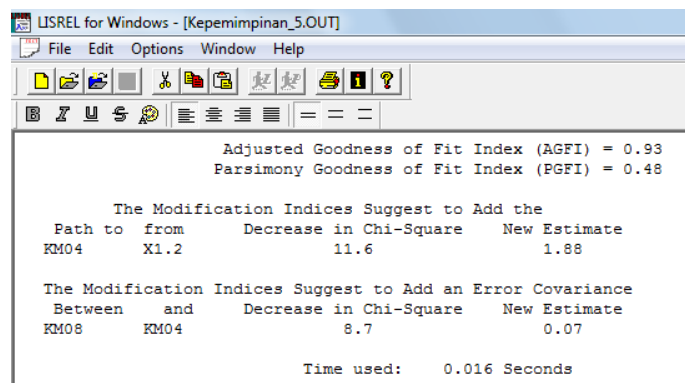 LISREL for Windows - [Kepemimpinan_5.OUT]
File Edit Options Window Help
B I U S
Adjusted Goodness of Fit Index (AGFI) = 0.93
Parsimony Goodness of Fit Index (PGFI) = 0.48
The Modification Indices Suggest to Add the
Path to from Decrease in Chi-Square New Estimate
KM04 X1.2 11.6 1.88
The Modification Indices Suggest to Add an Error Covariance
Between and Decrease in Chi-Square New Estimate
KM08 KM04 8.7 0.07
Time used: 0.016 Seconds